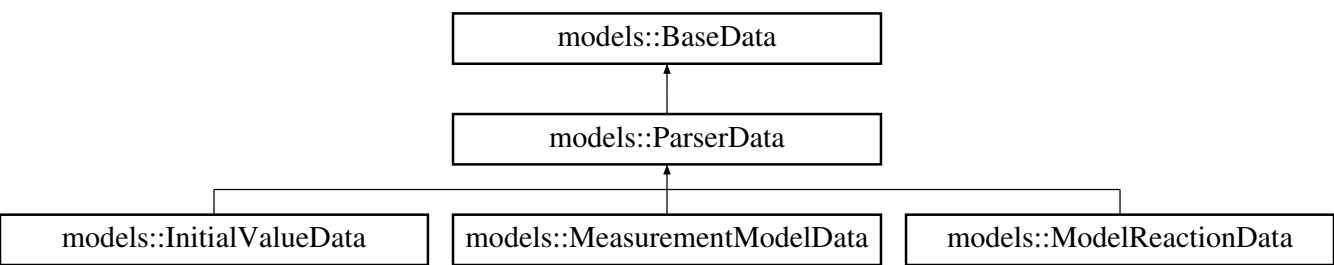 models::BaseData
models::ParserData
models::InitialValueData
models::MeasurementModelData
models::ModelReactionData